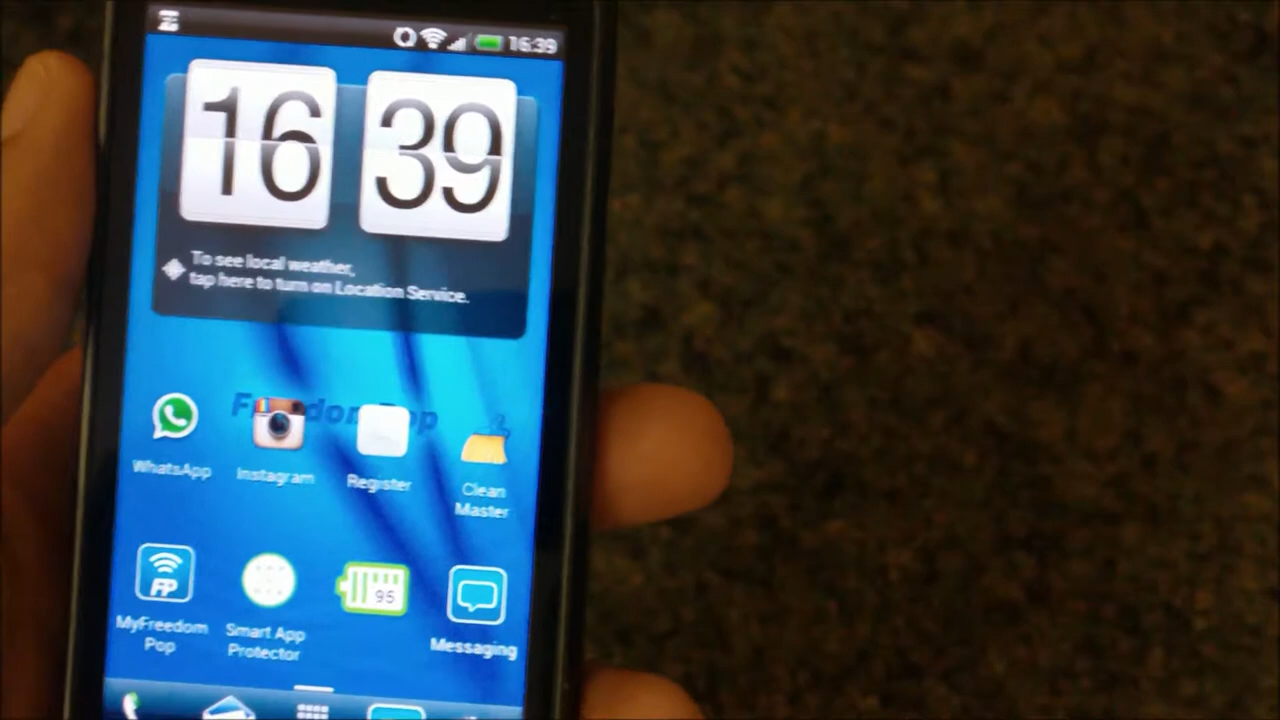 16:39
16 39
To see local weather,
tap here to turn on Location Service.
WhatsApp
Instagram
Register
Clean
Master
FP
MyFreedom
Pop
Smart App
Protector
95
Messaging